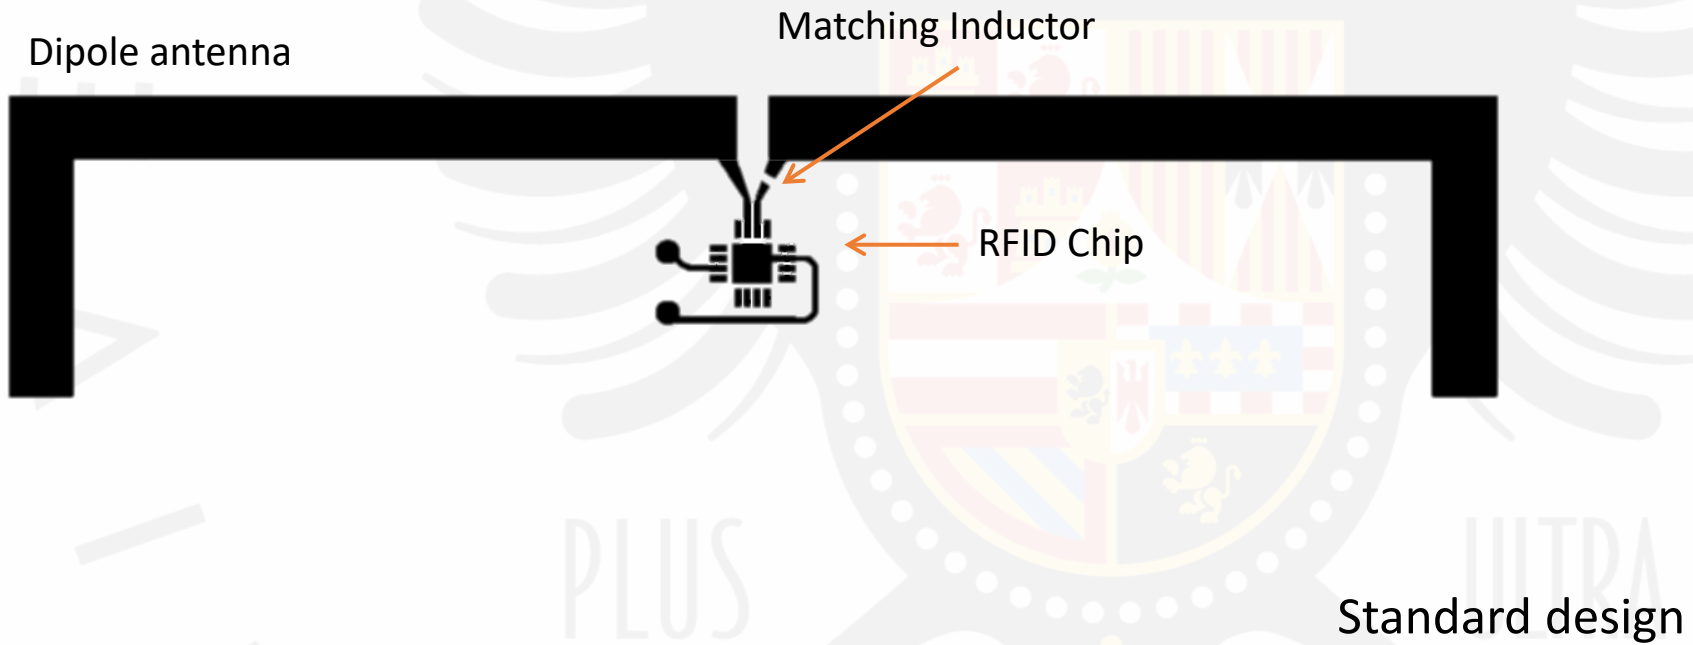 Matching Inductor
Dipole antenna
RFID Chip
PLUS
ULTRA
Standard design